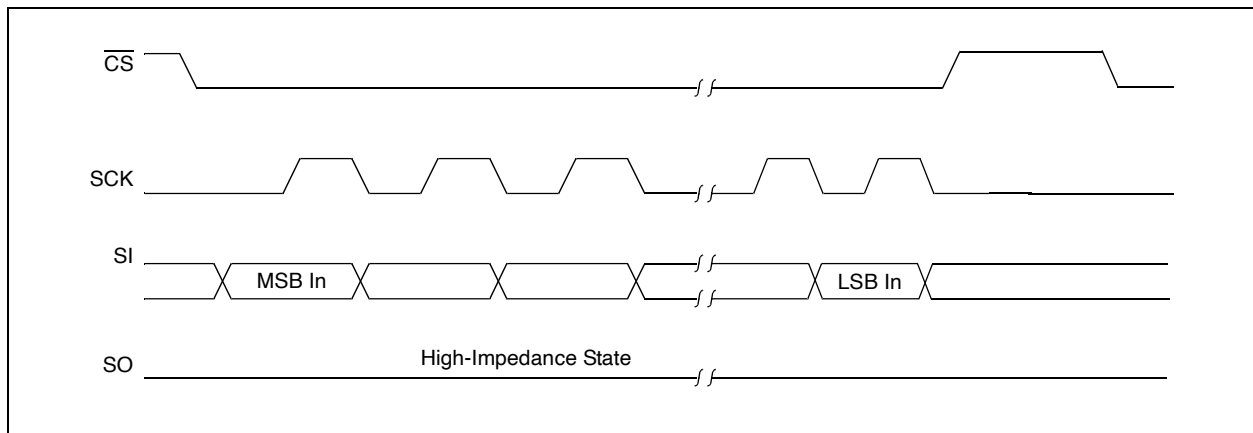 CS
SCK
SI
MSB In
LSB In
SO
High-Impedance State